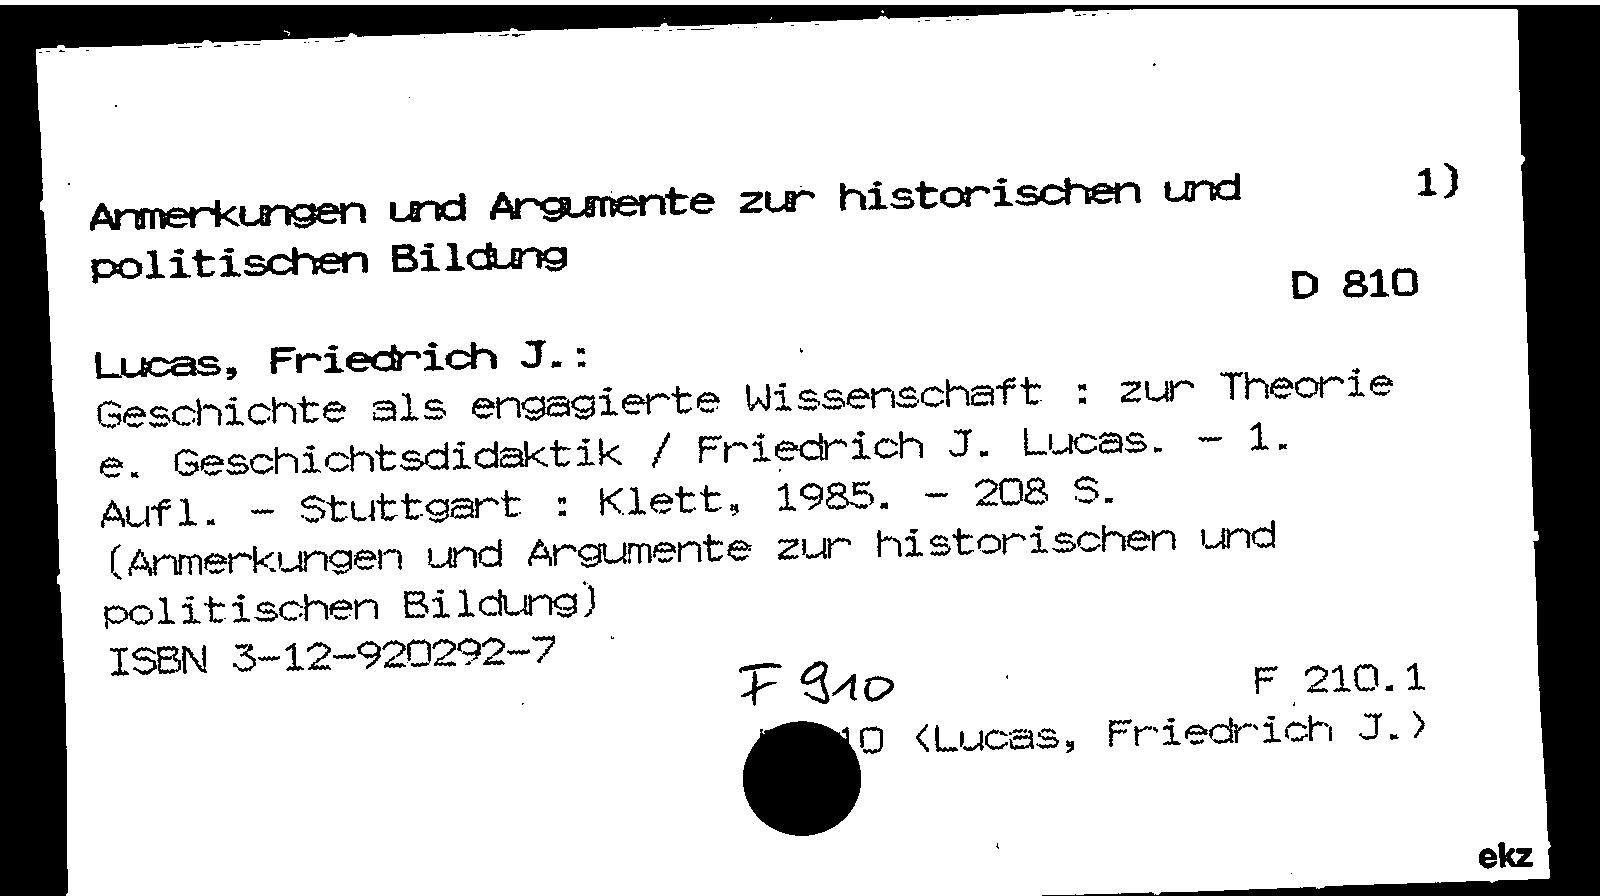 Anmerkungen und Argumente zur historischen und 1)
politischen Bildung
D 810
Lucas, Friedrich J.:
Geschichte als engagierte Wissenschaft : zur Theorie
e. Geschichtsdidaktik / Friedrich J. Lucas. - 1.
Aufl. - Stuttgart : Klett, 1985. - 208 S.
(Anmerkungen und Argumente zur historischen und
politischen Bildung)
ISBN 3-12-920292-7
F 910 F 210.1
10 <Lucas, Friedrich J.>
ekz